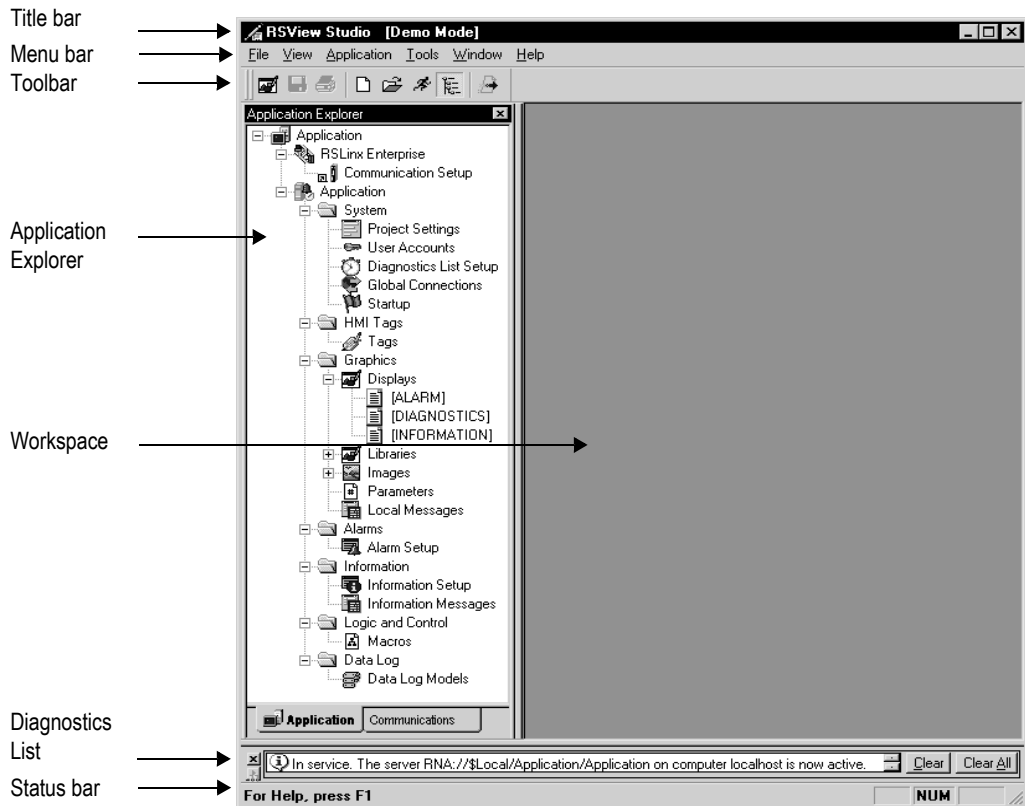 Title bar
RSView Studio [Demo Mode]
Menu bar
File View Application Tools Window Help
Toolbar
Application Explorer
Application
RSLinx Enterprise
Communication Setup
Application
System
Project Settings
User Accounts
Diagnostics List Setup
Global Connections
Startup
HMI Tags
Tags
Graphics
Displays
[ALARM]
[DIAGNOSTICS]
[INFORMATION]
Libraries
Images
Parameters
Local Messages
Alarms
Alarm Setup
Information
Information Setup
Information Messages
Logic and Control
Macros
Data Log
Data Log Models
Application Communications
Application
Explorer
Workspace
Diagnostics
List
In service. The server RNA://$Local/Application/Application on computer localhost is now active.
Clear Clear All
Status bar
For Help, press F1
NUM